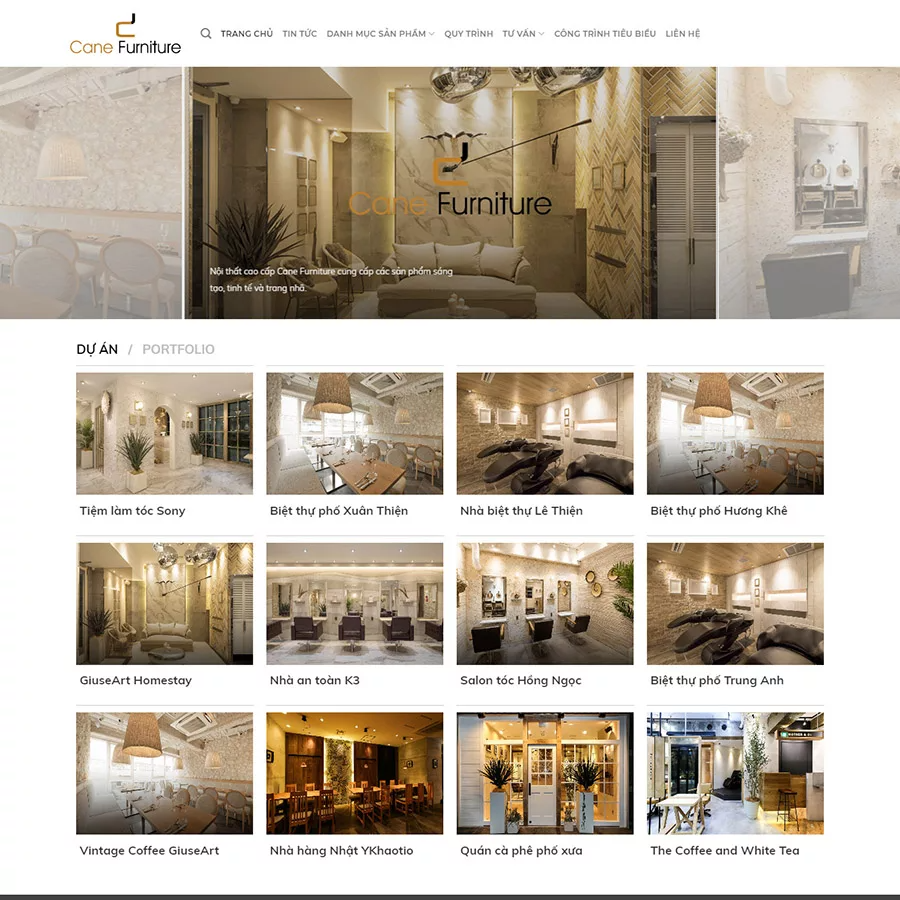 Cane Furniture
TRANG CHỦ TIN TỨC DANH MỤC SẢN PHẨM QUY TRÌNH TƯ VẤN CÔNG TRÌNH TIÊU BIỂU LIÊN HỆ
Cane Furniture
Nội thất cao cấp Cane Furniture cung cấp các sản phẩm sáng
tạo, tinh tế và trang nhã.
DỰ ÁN / PORTFOLIO
Tiệm làm tóc Sony
Biệt thự phố Xuân Thiện
Nhà biệt thự Lê Thiện
Biệt thự phố Hương Khê
GiuseArt Homestay
Nhà an toàn K3
Salon tóc Hồng Ngọc
Biệt thự phố Trung Anh
Vintage Coffee GiuseArt
Nhà hàng Nhật YKhaotio
Quán cà phê phố xưa
The Coffee and White Tea